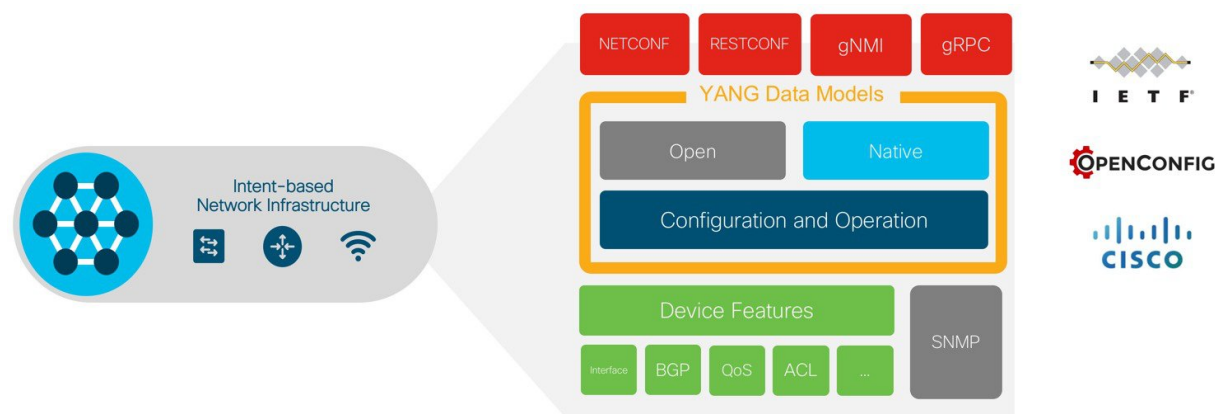 NETCONF
RESTCONF
gNMI
gRPC
YANG Data Models
Open
Native
Configuration and Operation
Intent-based
Network Infrastructure
Device Features
SNMP
Interface
BGP
QoS
ACL
...
I E T F®
OPENCONFIG
CISCO